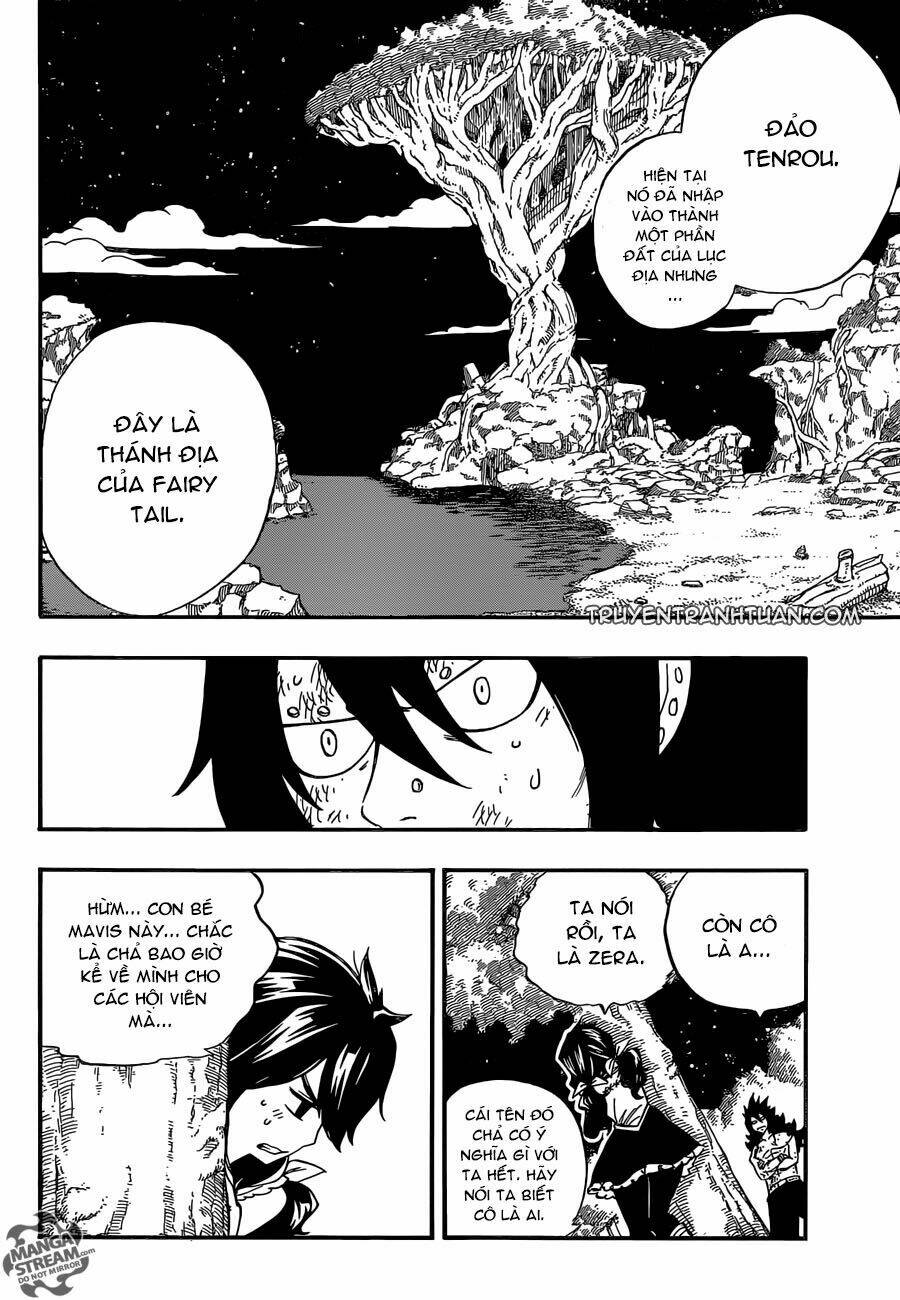 ĐẢO
TENROU.
HIỆN TẠI
NÓ ĐÃ NHẬP
VÀO THÀNH
MỘT PHẦN
ĐẤT CỦA LỤC
ĐỊA NHƯNG
...
ĐÂY LÀ
THÁNH ĐỊA
CỦA FAIRY
TAIL.
TRUYENTRANHTUAN.COM
CÒN CÔ
LÀ A...
TA NÓI
RỒI, TA
LÀ ZERA.
CÁI TÊN ĐÓ
CHẢ CÓ Ý
NGHĨA GÌ VỚI
TA HẾT. HÃY
NÓI TA BIẾT
CÔ LÀ AI.
HỪM... CON BÉ
MAVIS NÀY... CHẮC
LÀ CHẢ BAO GIỜ
KỂ VỀ MÌNH CHO
CÁC HỘI VIÊN
MÀ...
MANGA
STREAM.COM
DO NOT MIRROR